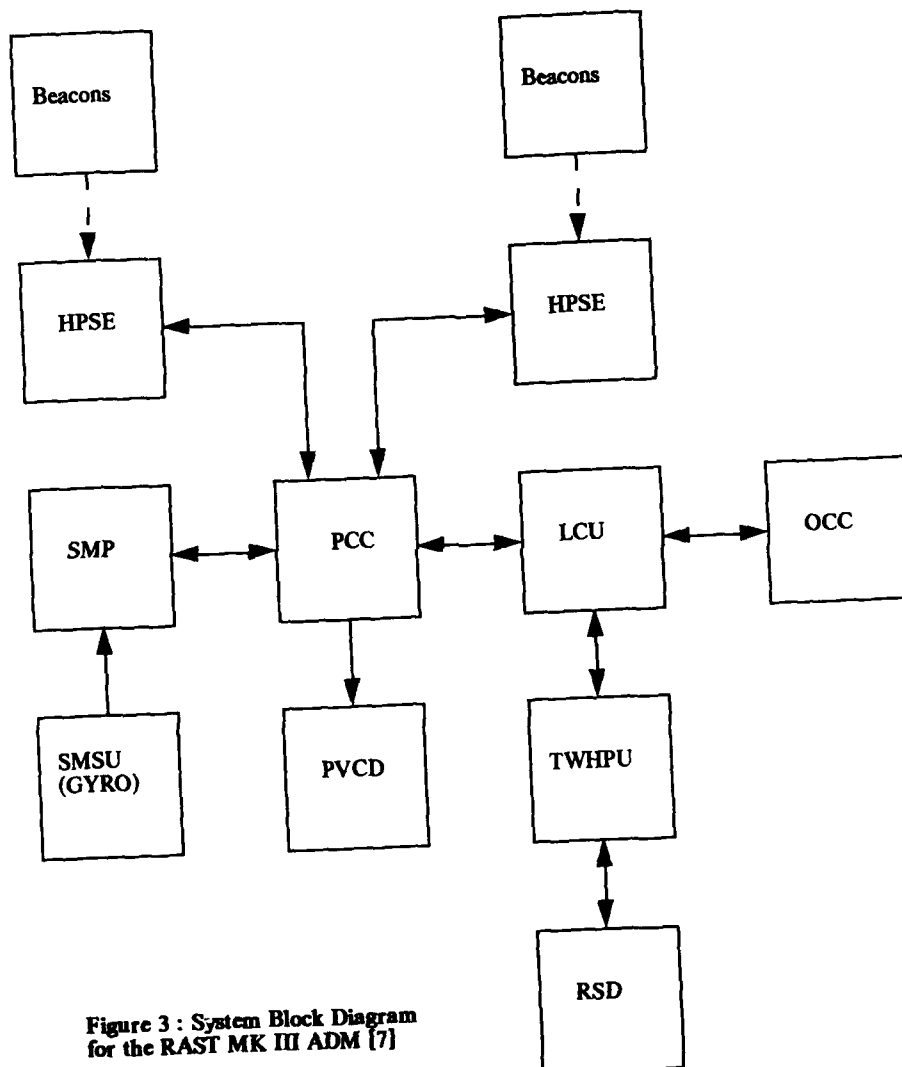 Beacons
Beacons
HPSE
HPSE
SMP
PCC
LCU
OCC
SMSU
(GYRO)
PVCD
TWHPU
RSD
Figure 3 : System Block Diagram
for the RAST MK III ADM [7]